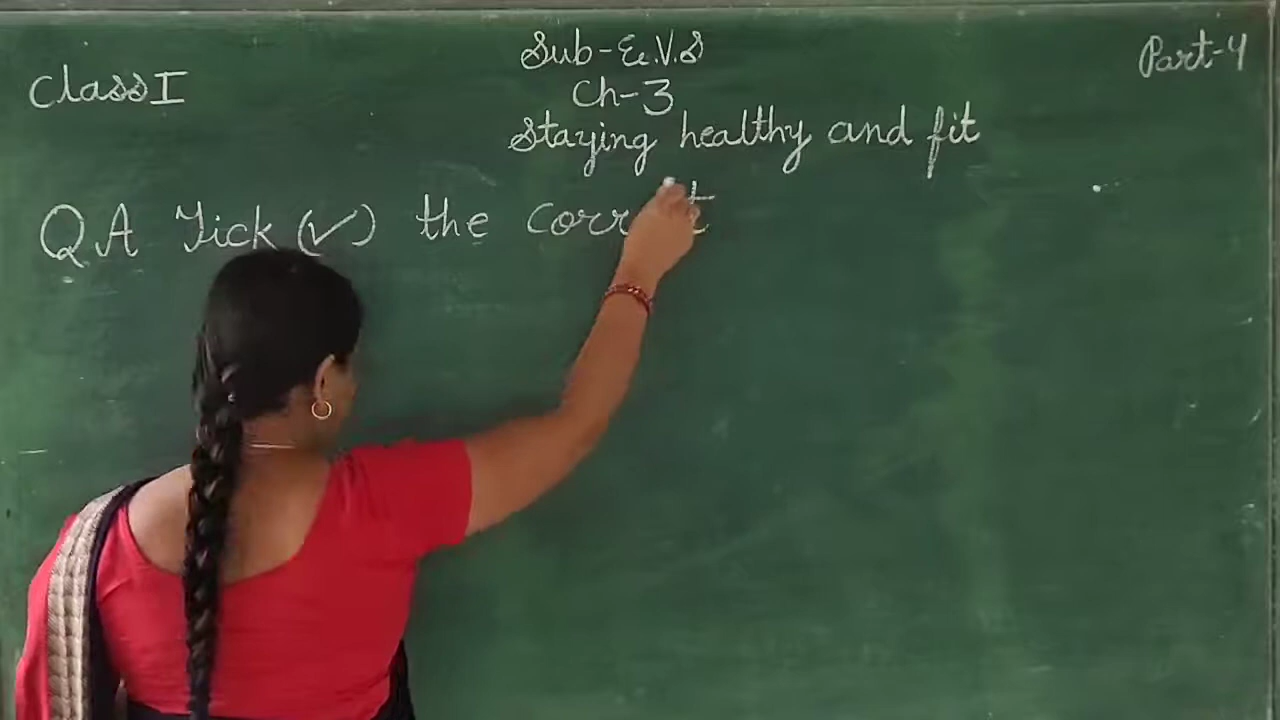 Sub-E.V.S
Part-4
Class I
Ch-3
Staying healthy and fit
QA Tick (✓) the